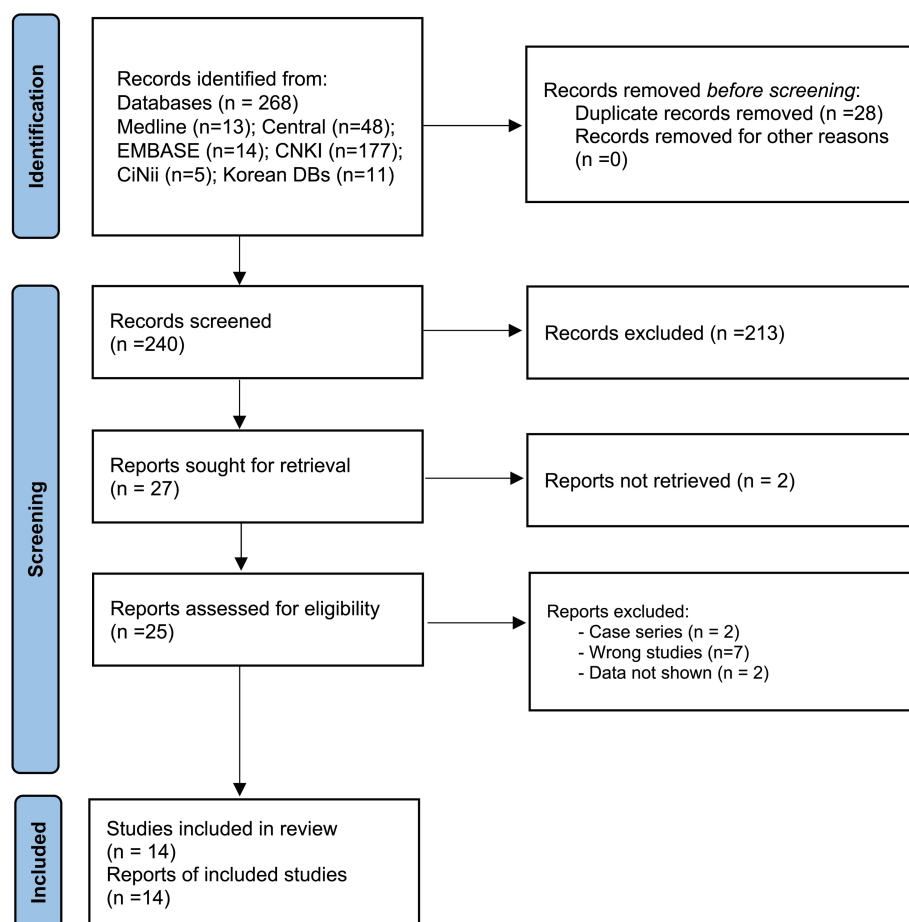 Identification
Records identified from:
Databases (n = 268)
Medline (n=13); Central (n=48);
EMBASE (n=14); CNKI (n=177);
CiNii (n=5); Korean DBs (n=11)
Records removed before screening:
Duplicate records removed (n =28)
Records removed for other reasons
(n =0)
Screening
Records screened
(n =240)
Records excluded (n =213)
Reports sought for retrieval
(n = 27)
Reports not retrieved (n = 2)
Reports assessed for eligibility
(n =25)
Reports excluded:
- Case series (n = 2)
- Wrong studies (n=7)
- Data not shown (n = 2)
Included
Studies included in review
(n = 14)
Reports of included studies
(n =14)